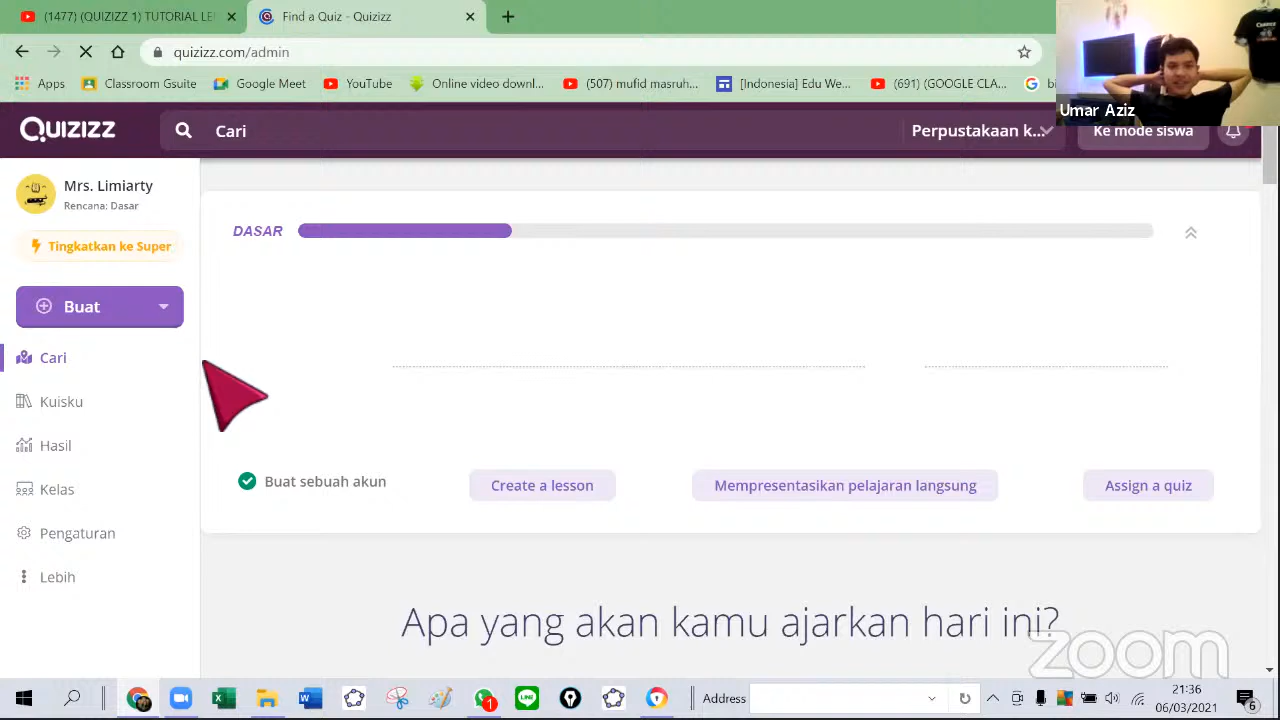 (1477) (QUIZIZZ 1) TUTORIAL LE
Find a Quiz - Quizizz
quizizz.com/admin
Apps
Classroom Gsuite
Google Meet
YouTube
Online video downl...
(507) mufid masruh...
[Indonesia] Edu We...
(691) (GOOGLE CLA...
Umar Aziz
QUIZIZZ
Cari
Perpustakaan k...
Ke mode siswa
Mrs. Limiarty
Rencana: Dasar
Tingkatkan ke Super
Buat
Cari
Kuisku
Hasil
Kelas
Pengaturan
Lebih
DASAR
Buat sebuah akun
Create a lesson
Mempresentasikan pelajaran langsung
Assign a quiz
Apa yang akan kamu ajarkan hari ini?
zoom
Address
1
21:36
06/03/2021
6